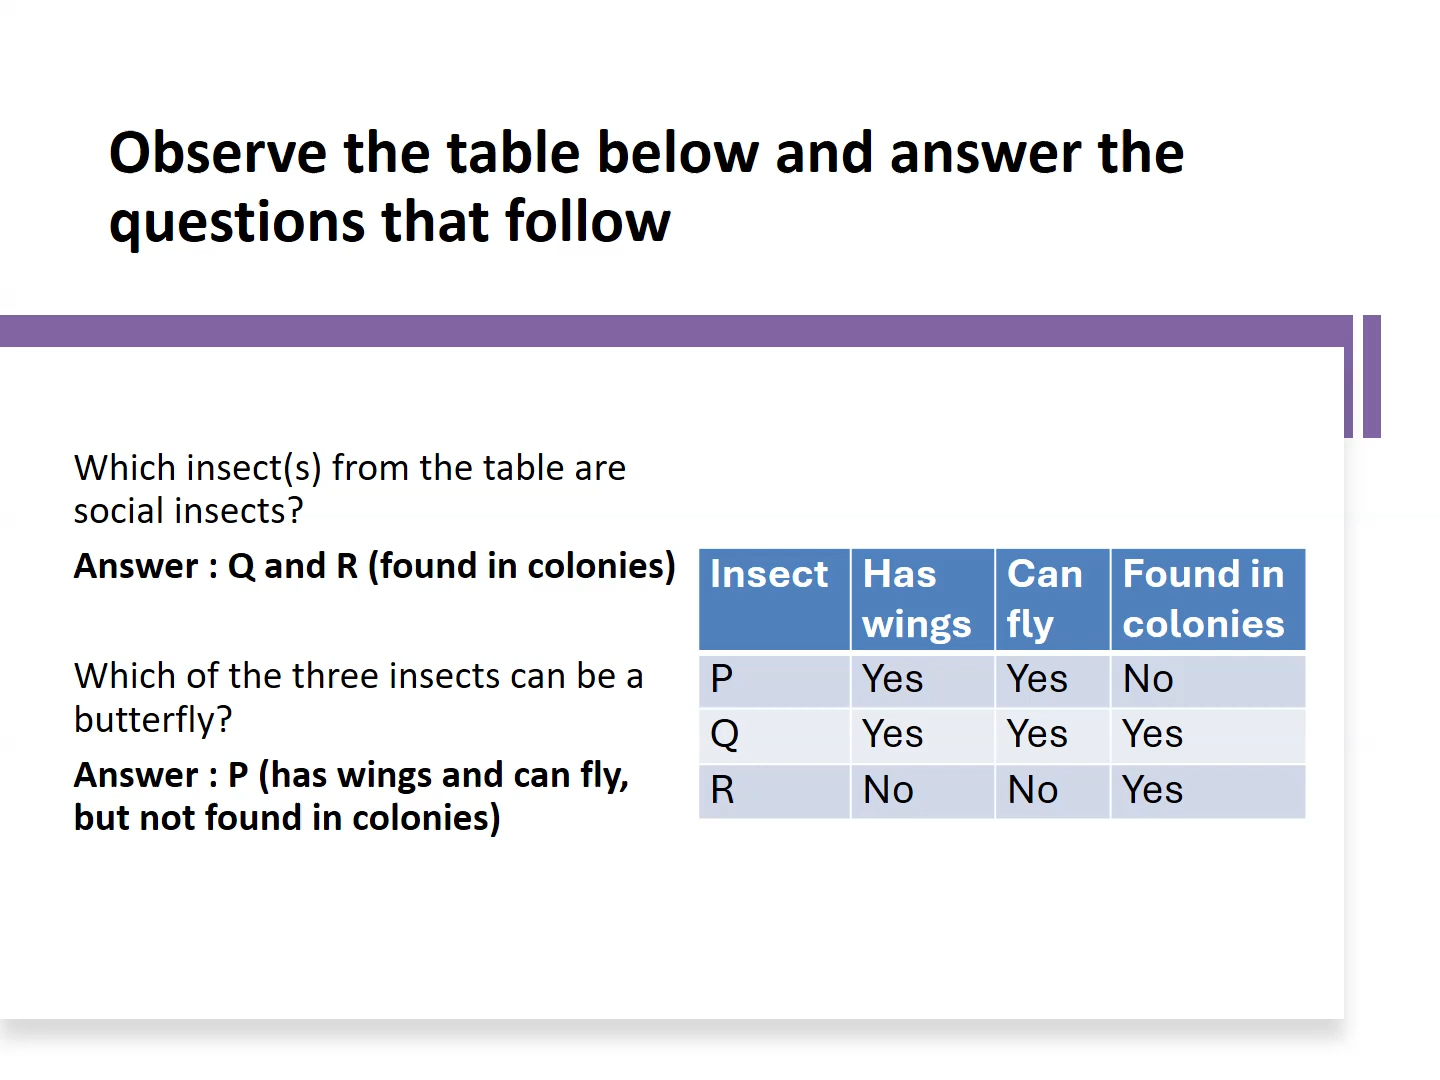 Observe the table below and answer the
questions that follow
Which insect(s) from the table are
social insects?
Answer : Q and R (found in colonies)
Which of the three insects can be a
butterfly?
Answer : P (has wings and can fly,
but not found in colonies)
Insect Has wings Can fly Found in colonies
P Yes Yes No
Q Yes Yes Yes
R No No Yes